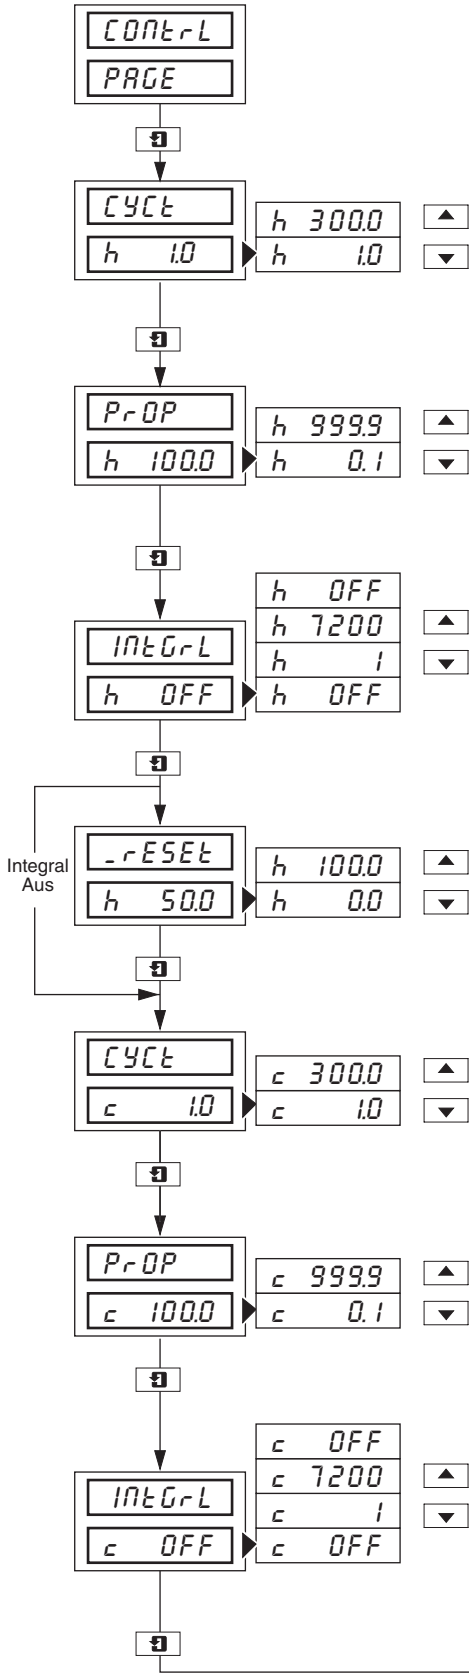 CONtrL
PAGE
CYCt
h 1.0
h 300.0
h 1.0
PrOP
h 100.0
h 999.9
h 0.1
INtGrL
h OFF
h OFF
h 7200
h 1
h OFF
Integral
Aus
_rESEt
h 50.0
h 100.0
h 0.0
CYCt
c 1.0
c 300.0
c 1.0
PrOP
c 100.0
c 999.9
c 0.1
INtGrL
c OFF
c OFF
c 7200
c 1
c OFF